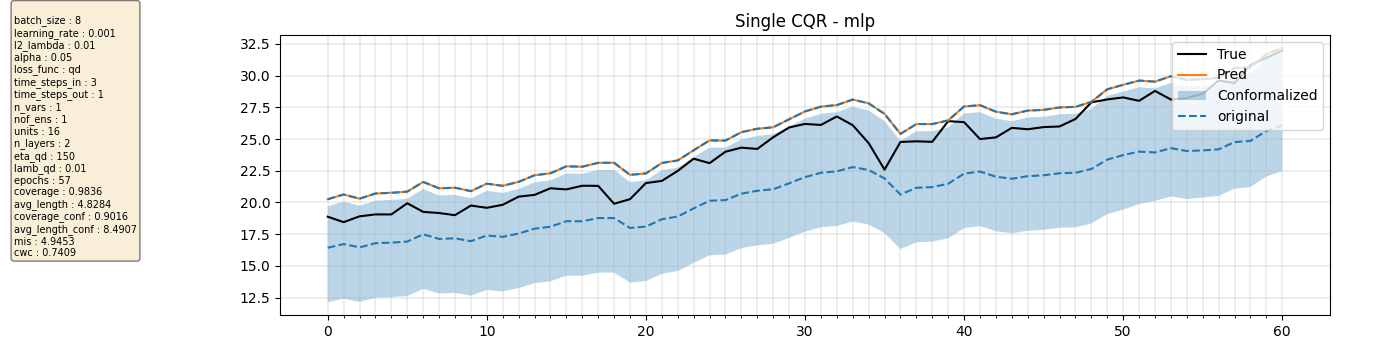 batch_size : 8
learning_rate : 0.001
l2_lambda : 0.01
alpha : 0.05
loss_func : qd
time_steps_in : 3
time_steps_out : 1
n_vars : 1
nof_ens : 1
units : 16
n_layers : 2
eta_qd : 150
lamb_qd : 0.01
epochs : 57
coverage : 0.9836
avg_length : 4.8284
coverage_conf : 0.9016
avg_length_conf : 8.4907
mis : 4.9453
cwc : 0.7409
Single CQR - mlp
32.5
30.0
27.5
25.0
22.5
20.0
17.5
15.0
12.5
True
Pred
Conformalized
original
0 10 20 30 40 50 60